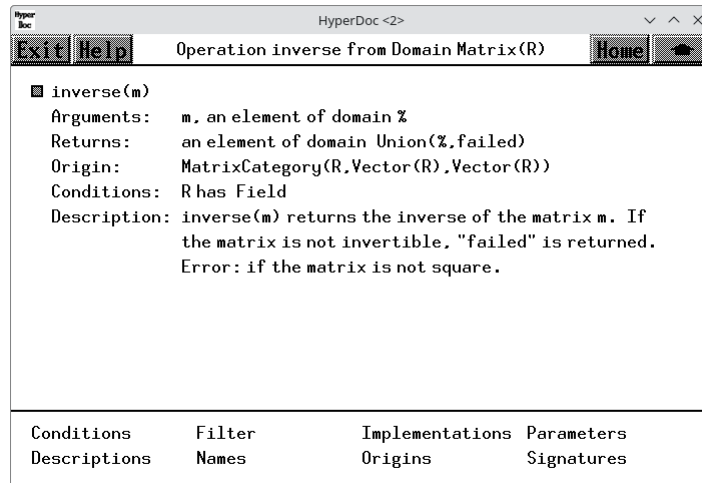 Hyper
Doc
HyperDoc <2>
Exit Help Operation inverse from Domain Matrix(R) Home
inverse(m)
Arguments: m, an element of domain %
Returns: an element of domain Union(%,failed)
Origin: MatrixCategory(R,Vector(R),Vector(R))
Conditions: R has Field
Description: inverse(m) returns the inverse of the matrix m. If
the matrix is not invertible, "failed" is returned.
Error: if the matrix is not square.
Conditions Filter Implementations Parameters
Descriptions Names Origins Signatures